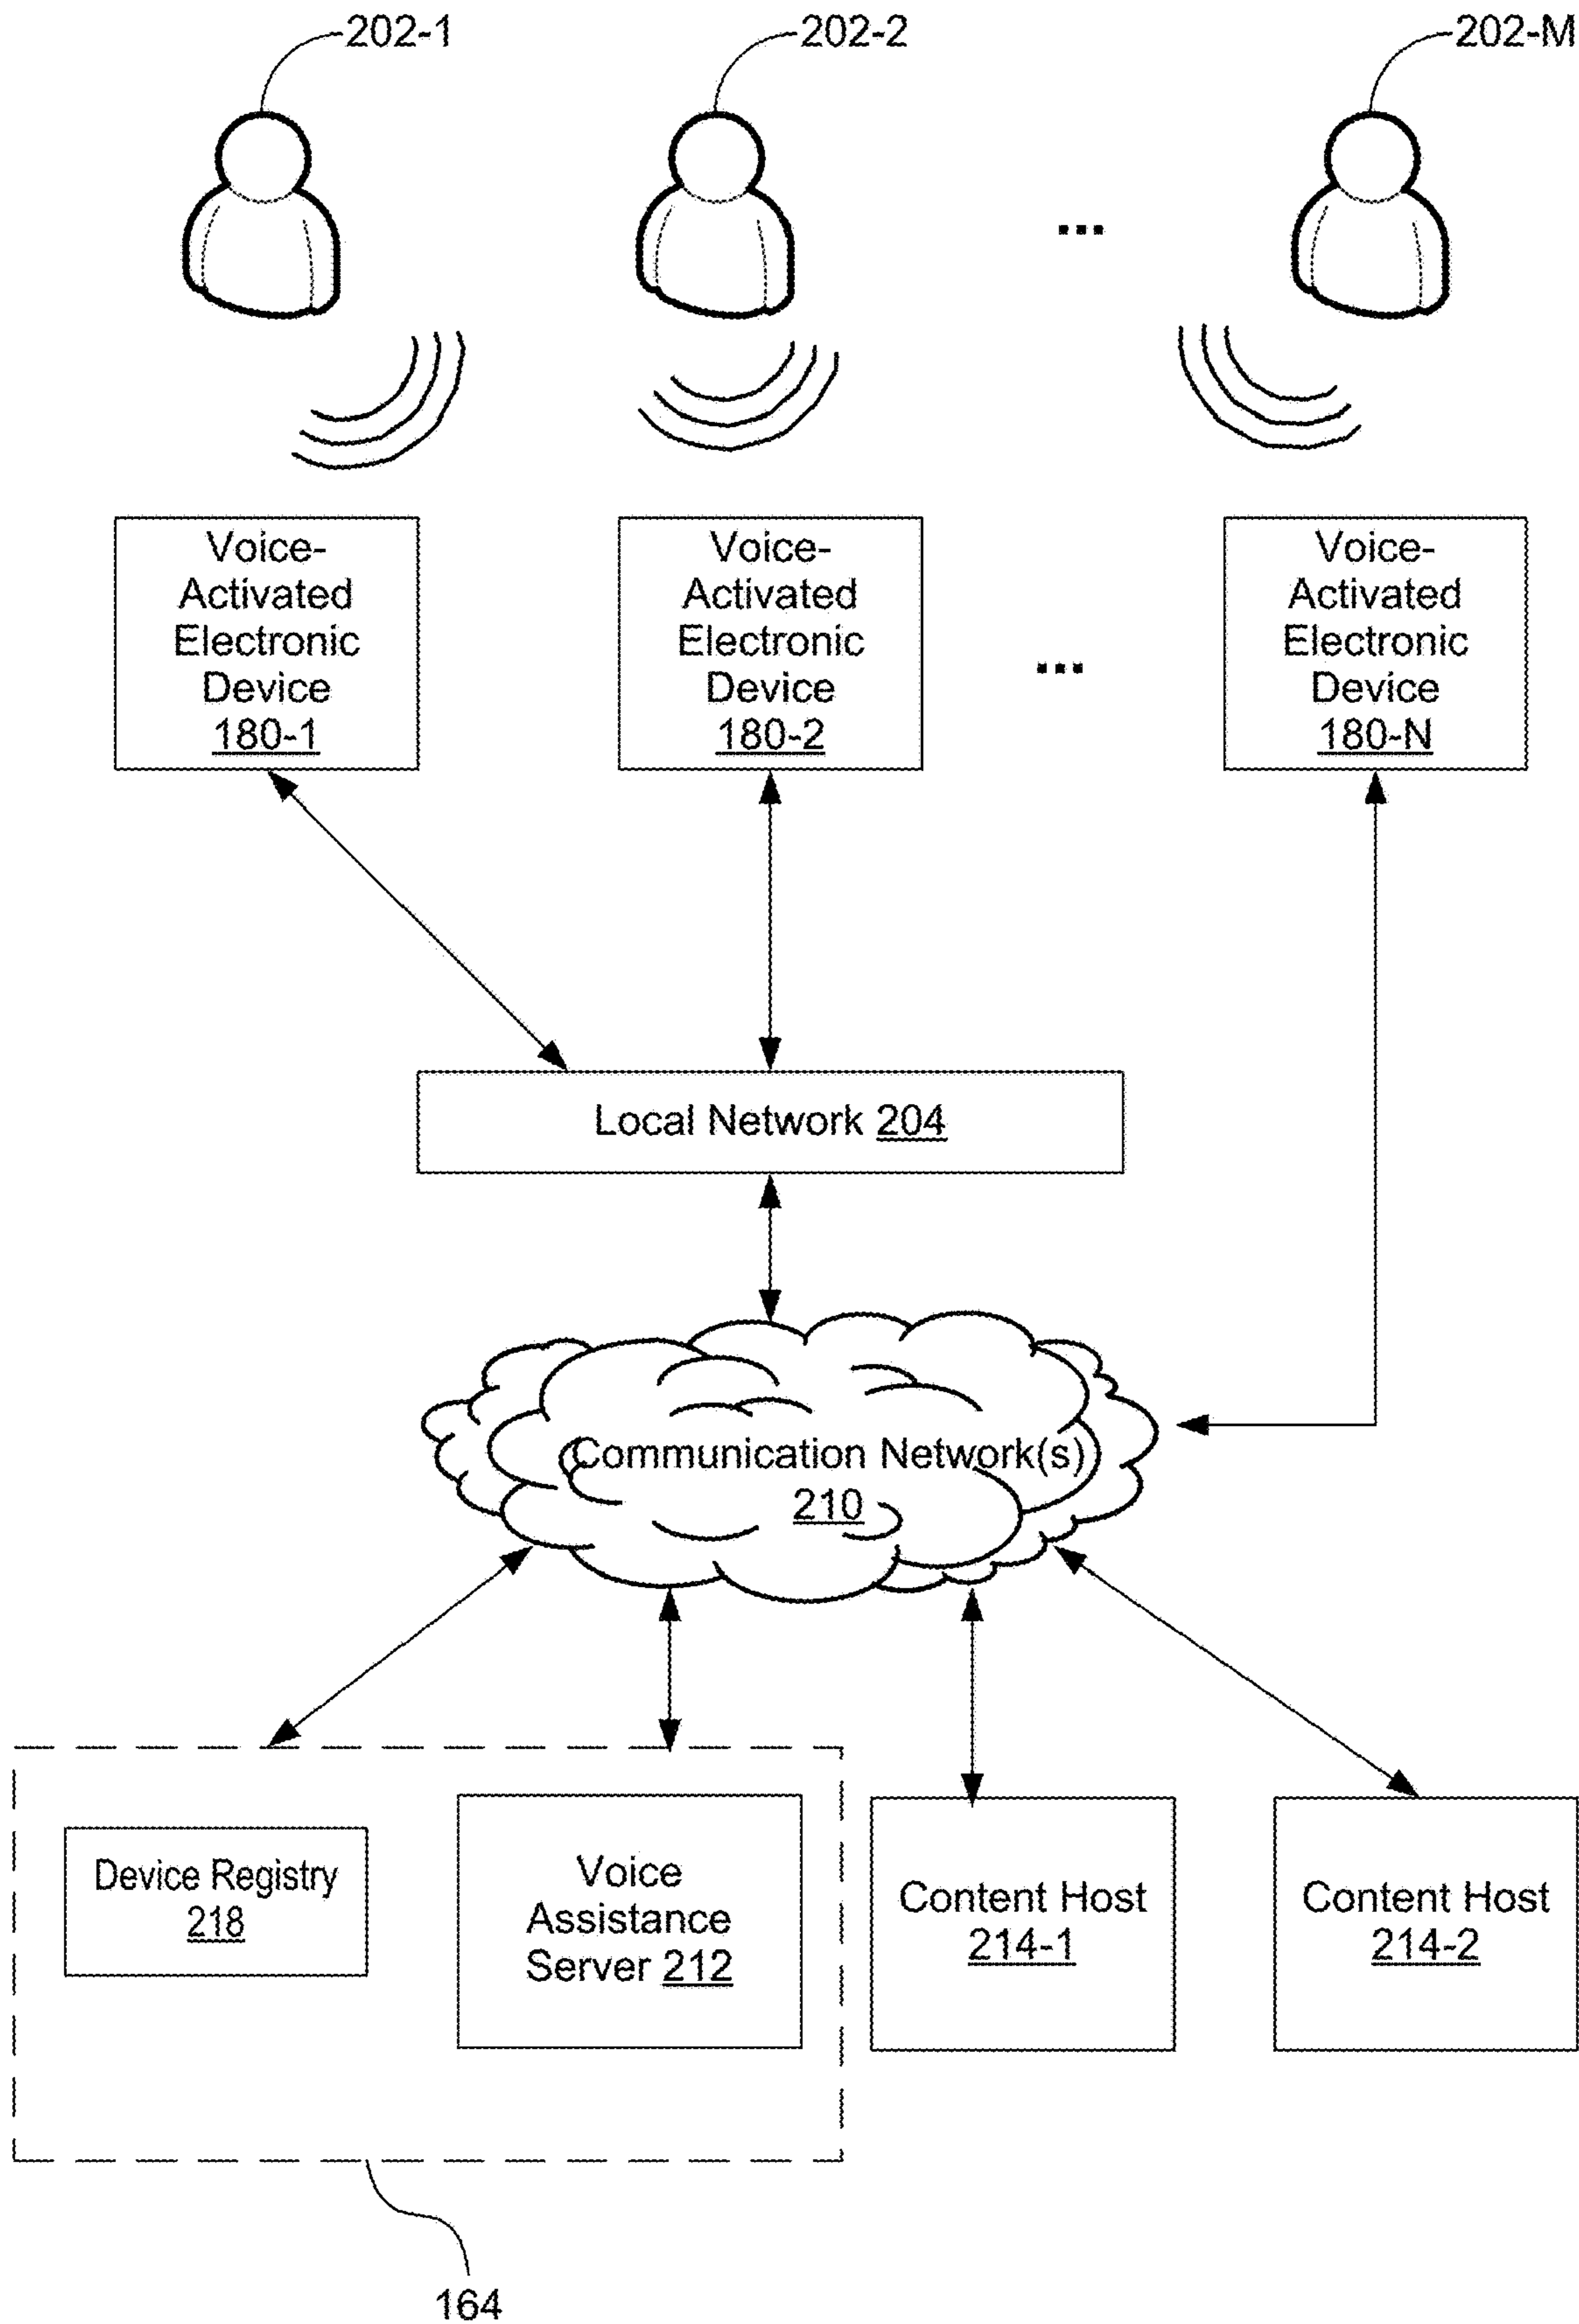 202-1
202-2
202-M
...
Voice-
Activated
Electronic
Device
180-1
Voice-
Activated
Electronic
Device
180-2
...
Voice-
Activated
Electronic
Device
180-N
Local Network 204
Communication Network(s)
210
Device Registry
218
Voice
Assistance
Server 212
Content Host
214-1
Content Host
214-2
164